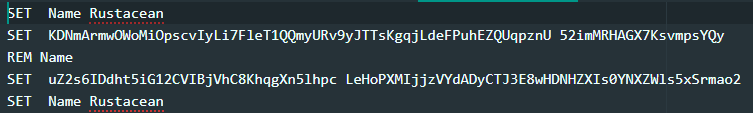 SET  Name Rustacean
SET  KDNmArmwOWoMiOpscvIyLi7FleT1QQmyURv9yJTTsKgqjLdeFPuhEZQUqpznU 52imMRHAGX7KsvmpsYQy
REM Name
SET  uZ2s6IDdht5iG12CVIBjVhC8KhqgXn5lhpc LeHoPXMIjjzVYdADyCTJ3E8wHDNHZXIs0YNXZWls5xSrmao2
SET  Name Rustacean